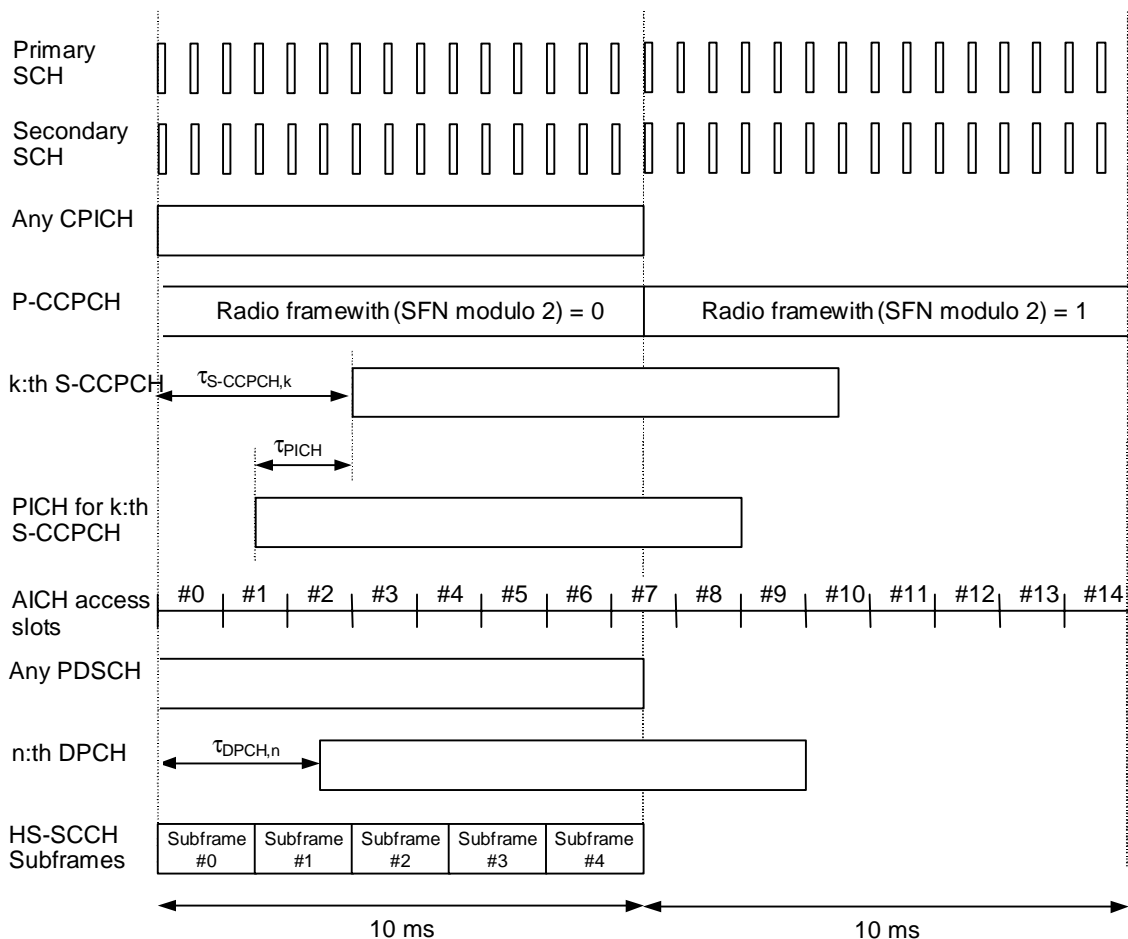 Primary
SCH
Secondary
SCH
Any CPICH
P-CCPCH
Radio framewith (SFN modulo 2) = 0
Radio framewith (SFN modulo 2) = 1
k:th S-CCPCH
τS-CCPCH,k
τPICH
PICH for k:th
S-CCPCH
AICH access
slots
#0 #1 #2 #3 #4 #5 #6 #7 #8 #9 #10 #11 #12 #13 #14
Any PDSCH
n:th DPCH
τDPCH,n
HS-SCCH
Subframes
Subframe
#0
Subframe
#1
Subframe
#2
Subframe
#3
Subframe
#4
10 ms
10 ms